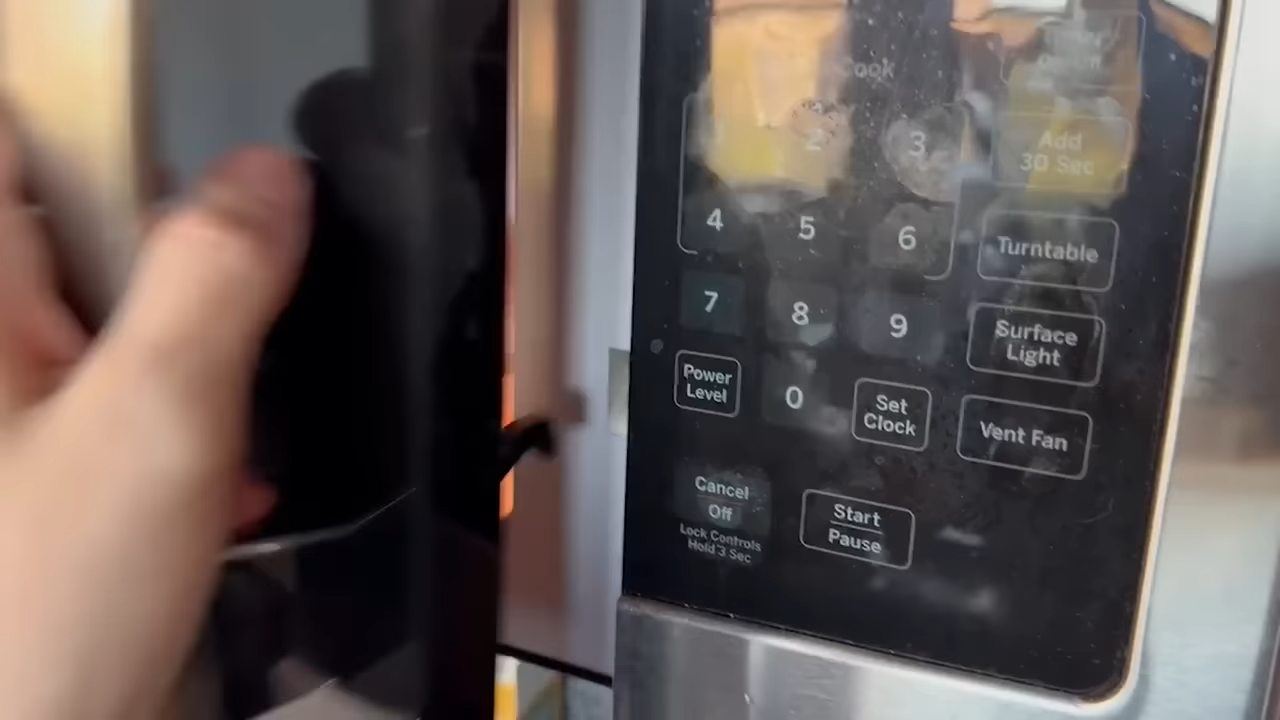 Cook
2
3
Add
30 Sec
4
5
6
Turntable
7
8
9
Surface
Light
Power
Level
0
Set
Clock
Vent Fan
Cancel
Off
Start
Pause
Lock Controls
Hold 3 Sec